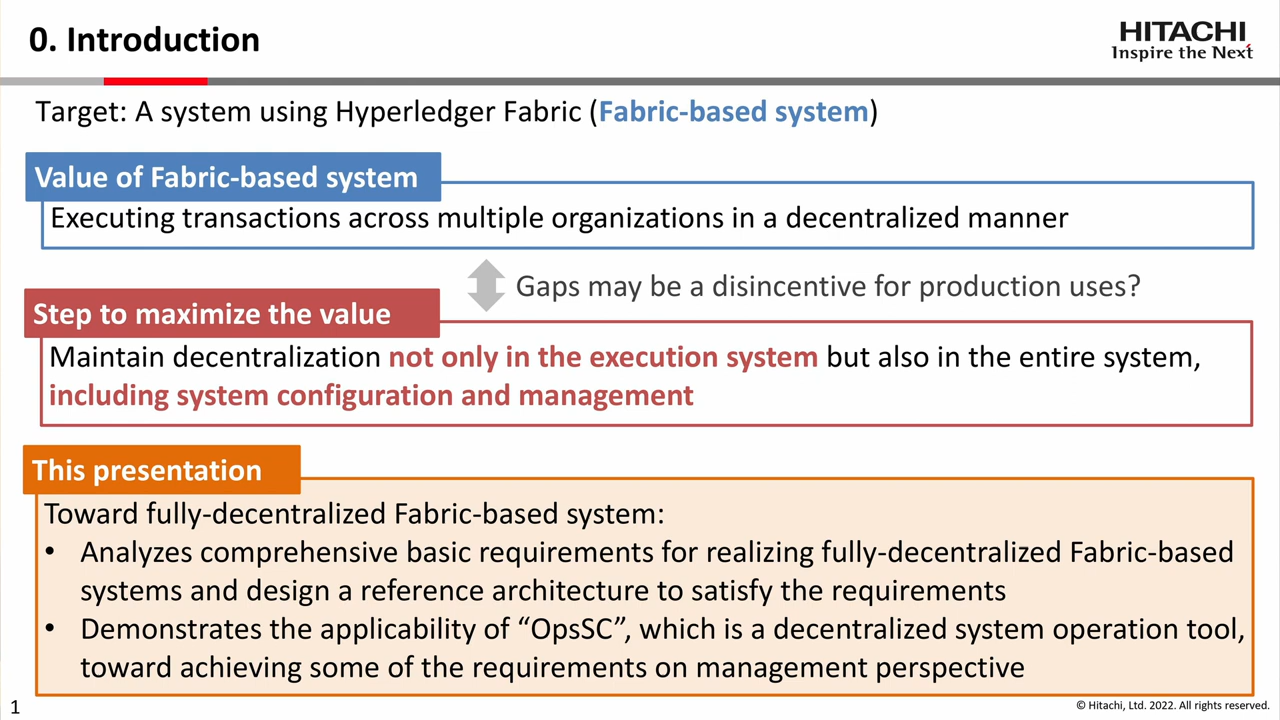 0. Introduction
HITACHI
Inspire the Next
Target: A system using Hyperledger Fabric (Fabric-based system)
Value of Fabric-based system
Executing transactions across multiple organizations in a decentralized manner
Gaps may be a disincentive for production uses?
Step to maximize the value
Maintain decentralization not only in the execution system but also in the entire system,
including system configuration and management
This presentation
Toward fully-decentralized Fabric-based system:
• Analyzes comprehensive basic requirements for realizing fully-decentralized Fabric-based
systems and design a reference architecture to satisfy the requirements
• Demonstrates the applicability of “OpsSC”, which is a decentralized system operation tool,
toward achieving some of the requirements on management perspective
1
© Hitachi, Ltd. 2022. All rights reserved.